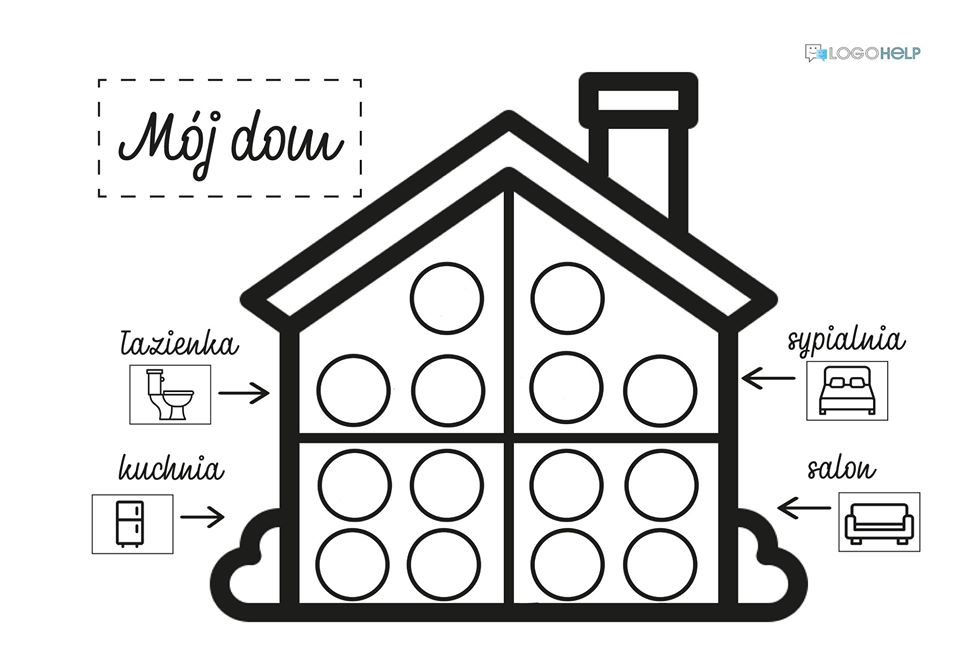 LOGOHELP
Mój dom
łazienka
sypialnia
kuchnia
salon